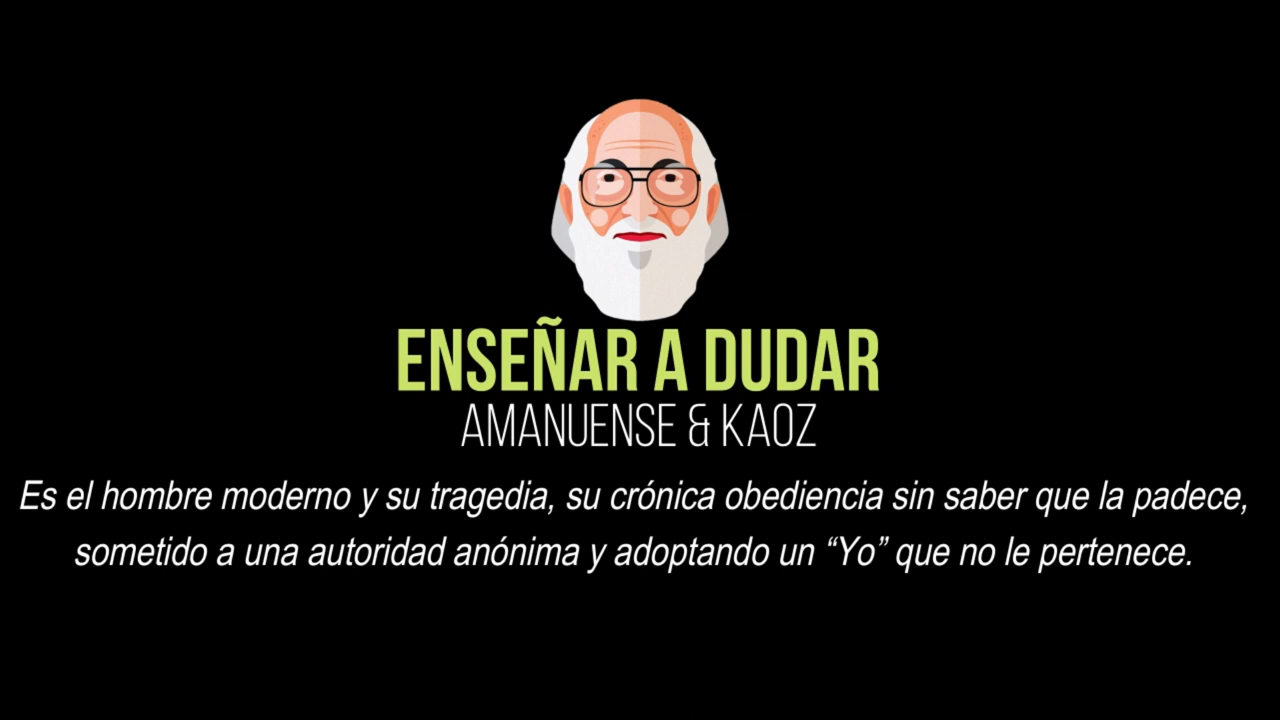 ENSEÑAR A DUDAR
AMANUENSE & KAOZ
Es el hombre moderno y su tragedia, su crónica obediencia sin saber que la padece,
sometido a una autoridad anónima y adoptando un “Yo” que no le pertenece.